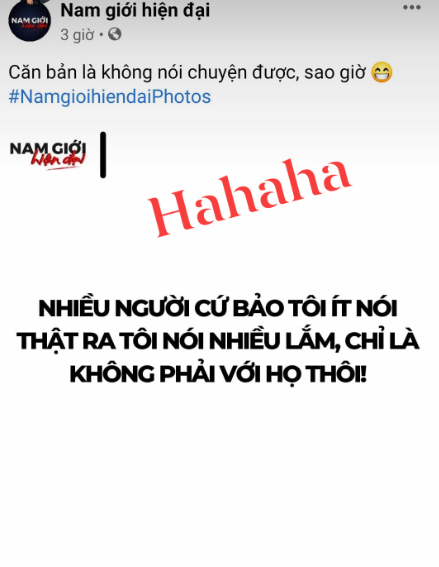 NAM GIỚI
hiện đại
Nam giới hiện đại
3 giờ
Căn bản là không nói chuyện được, sao giờ 😁
#NamgioihiendaiPhotos
NAM GIỚI
hiện đại
Hahaha
NHIỀU NGƯỜI CỨ BẢO TÔI ÍT NÓI
THẬT RA TÔI NÓI NHIỀU LẮM, CHỈ LÀ
KHÔNG PHẢI VỚI HỌ THÔI!